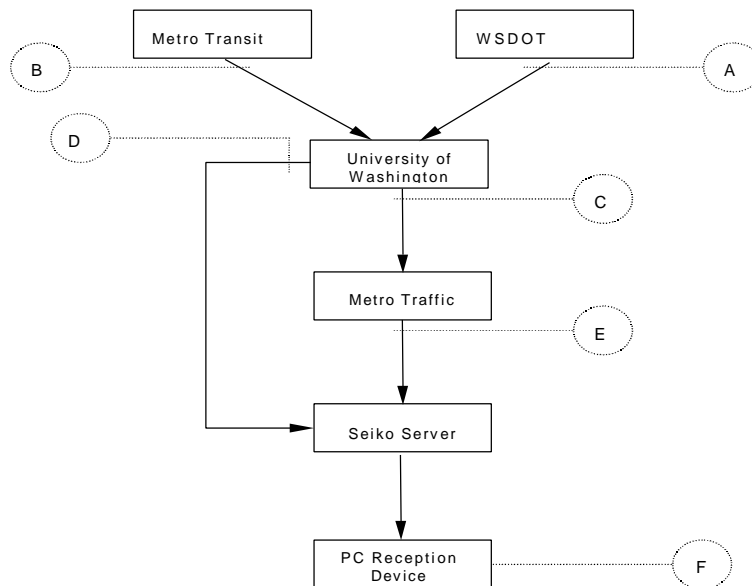 Metro Transit
WSDOT
B
A
D
University of
Washington
C
Metro Traffic
E
Seiko Server
PC Reception
Device
F